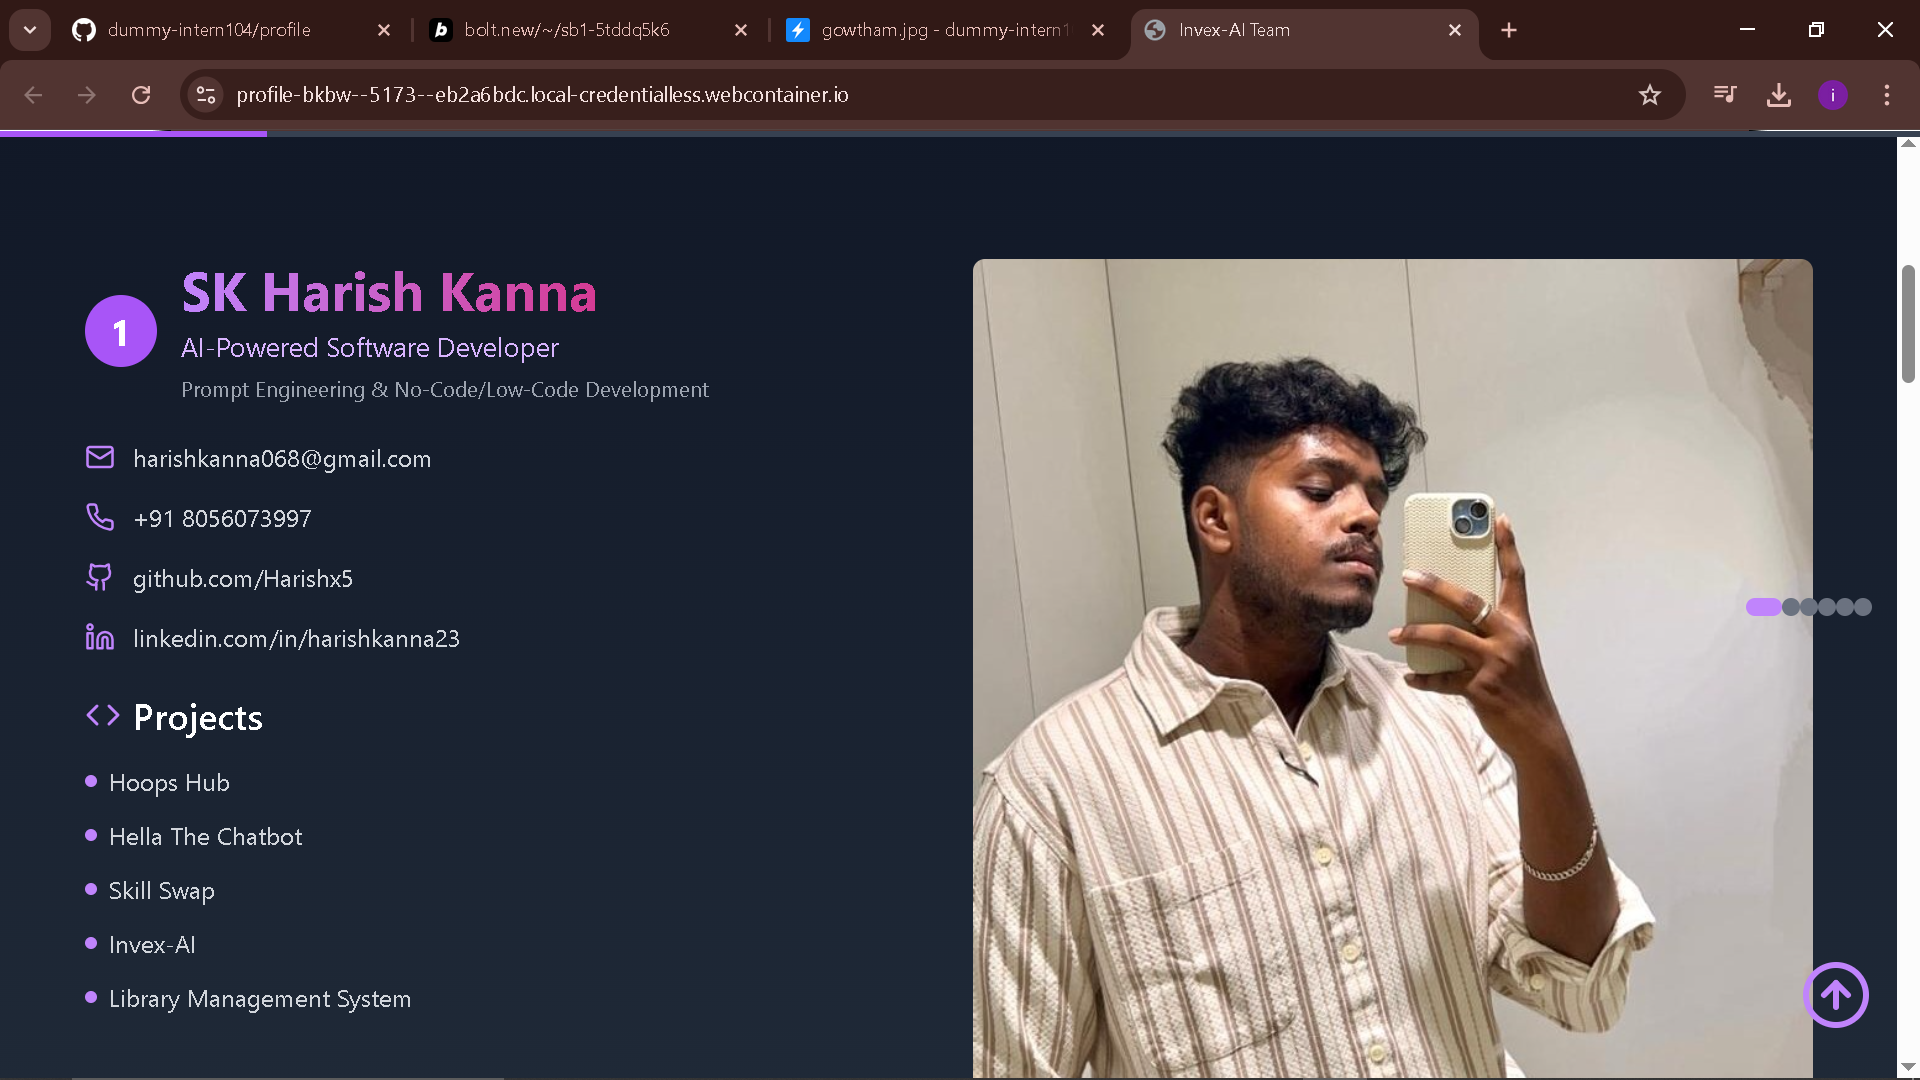 dummy-intern104/profile
bolt.new/~/sb1-5tddq5k6
gowtham.jpg - dummy-intern1
Invex-AI Team
profile-bkbw--5173--eb2a6bdc.local-credentialless.webcontainer.io
i
1
SK Harish Kanna
AI-Powered Software Developer
Prompt Engineering & No-Code/Low-Code Development
harishkanna068@gmail.com
+91 8056073997
github.com/Harishx5
linkedin.com/in/harishkanna23
Projects
Hoops Hub
Hella The Chatbot
Skill Swap
Invex-AI
Library Management System